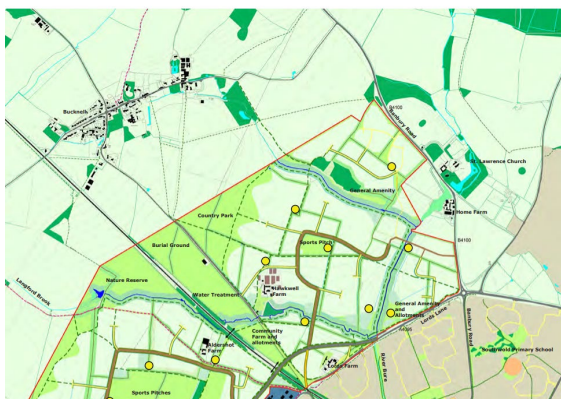 B4100
Banbury Road
Bucknell
St. Lawrence Church
General Amenity
Home Farm
Country Park
Sports Pitch
B4100
Burial Ground
Nature Reserve
Langford Brook
Water Treatment
Hawkwell
Farm
General Amenity
and
Allotments
Lords Lane
A4095
Community
Farm and
allotments
Aldershot
Farm
Lords Farm
River Bure
Banbury Road
Southwold Primary School
Sports Pitches